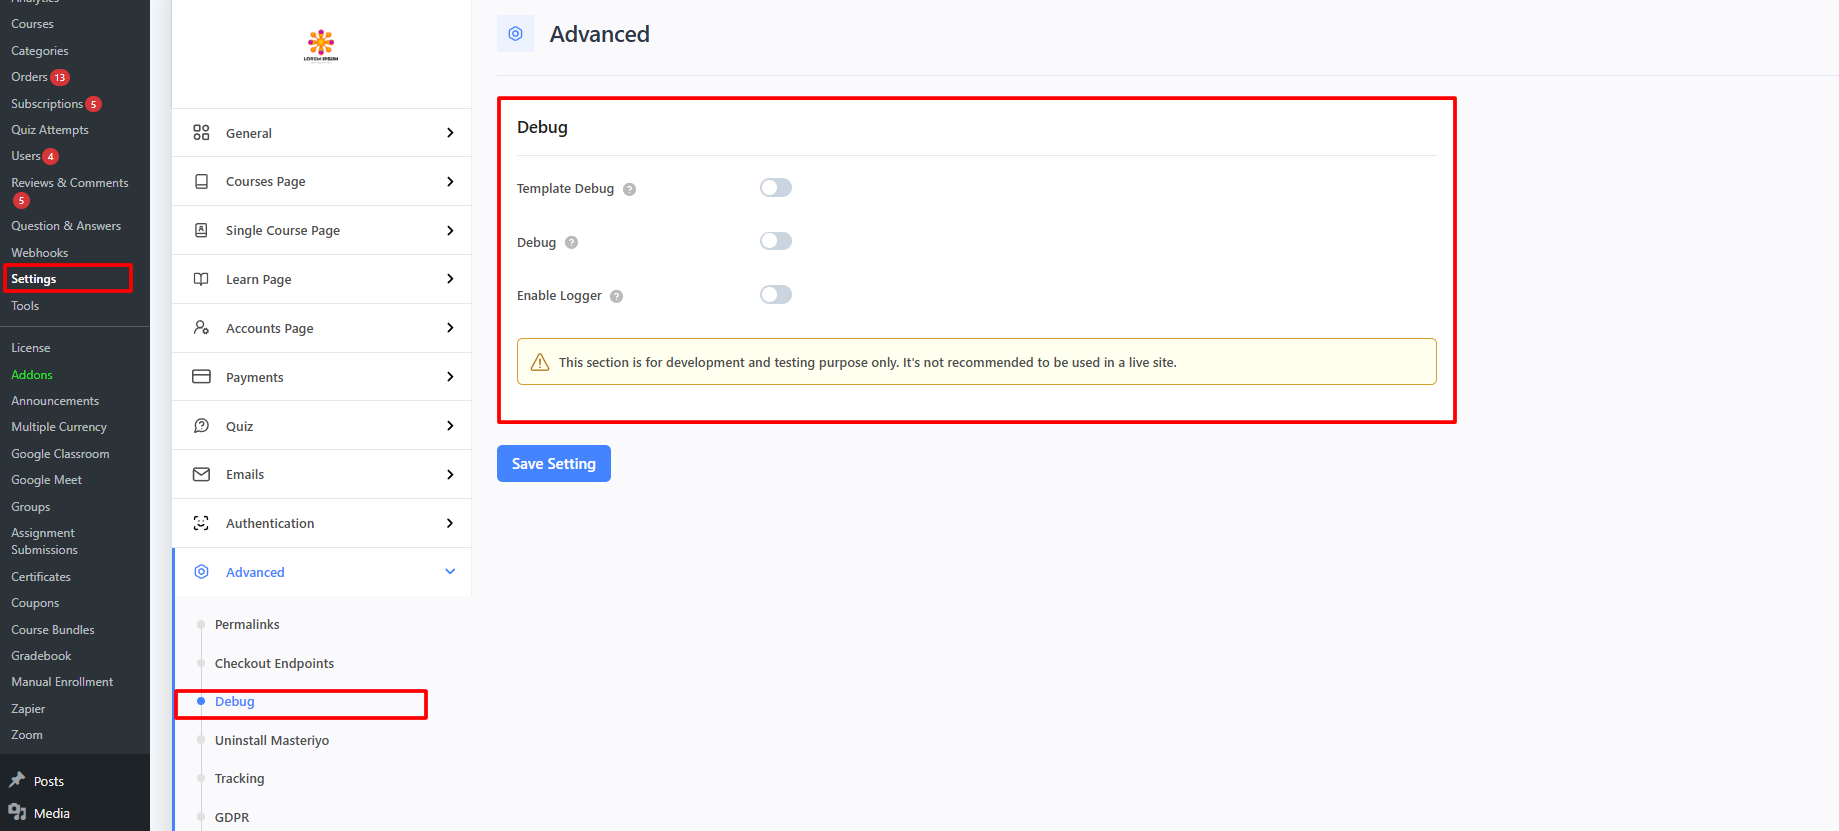 Analytics
Courses
Categories
Orders 13
Subscriptions 5
Quiz Attempts
Users 4
Reviews & Comments
5
Question & Answers
Webhooks
Settings
Tools
License
Addons
Announcements
Multiple Currency
Google Classroom
Google Meet
Groups
Assignment
Submissions
Certificates
Coupons
Course Bundles
Gradebook
Manual Enrollment
Zapier
Zoom
Posts
Media
LOREM IPSUM
General
Courses Page
Single Course Page
Learn Page
Accounts Page
Payments
Quiz
Emails
Authentication
Advanced
Permalinks
Checkout Endpoints
Debug
Uninstall Masteriyo
Tracking
GDPR
Advanced
Debug
Template Debug ?
Debug ?
Enable Logger ?
This section is for development and testing purpose only. It's not recommended to be used in a live site.
Save Setting